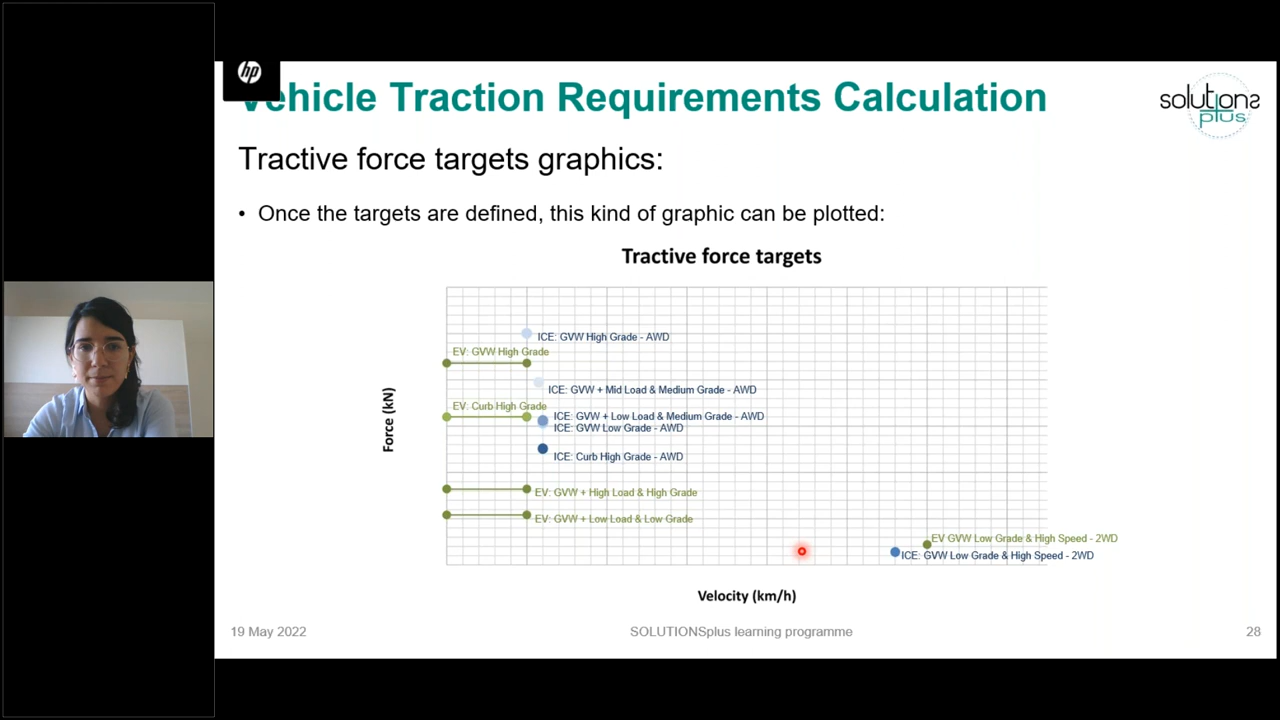 hp
Vehicle Traction Requirements Calculation
solutions
plus
Tractive force targets graphics:
• Once the targets are defined, this kind of graphic can be plotted:
Tractive force targets
ICE: GVW High Grade - AWD
EV: GVW High Grade
ICE: GVW + Mid Load & Medium Grade - AWD
EV: Curb High Grade
ICE: GVW + Low Load & Medium Grade - AWD
ICE: GVW Low Grade - AWD
ICE: Curb High Grade - AWD
EV: GVW + High Load & High Grade
EV: GVW + Low Load & Low Grade
EV GVW Low Grade & High Speed - 2WD
ICE: GVW Low Grade & High Speed - 2WD
Force (kN)
Velocity (km/h)
19 May 2022
SOLUTIONSplus learning programme
28